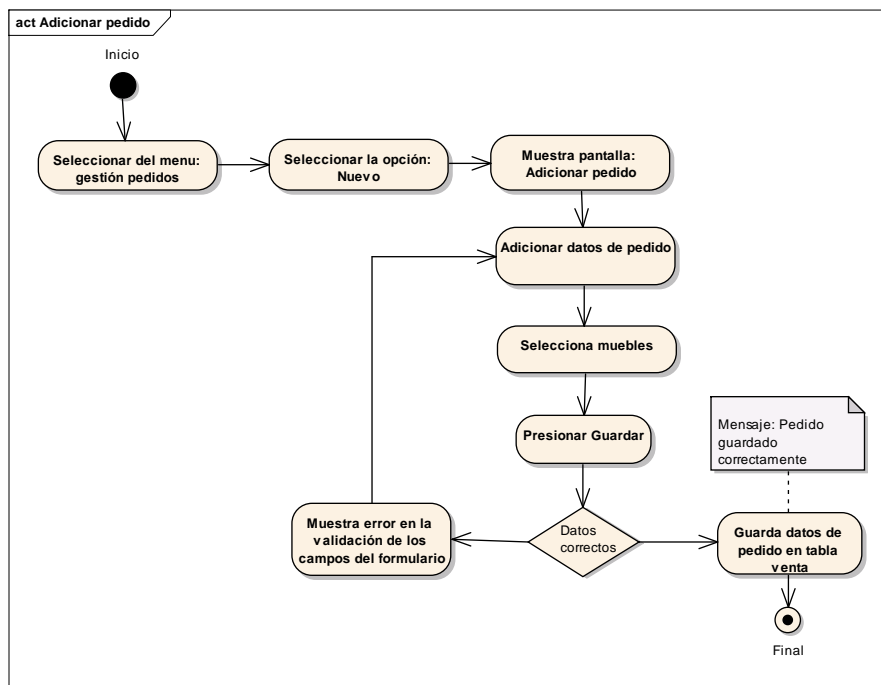 act Adicionar pedido
Inicio
Seleccionar del menu:
gestión pedidos
Seleccionar la opción:
Nuevo
Muestra pantalla:
Adicionar pedido
Adicionar datos de pedido
Selecciona muebles
Presionar Guardar
Mensaje: Pedido
guardado
correctamente
Datos
correctos
Muestra error en la
validación de los
campos del formulario
Guarda datos de
pedido en tabla
venta
Final